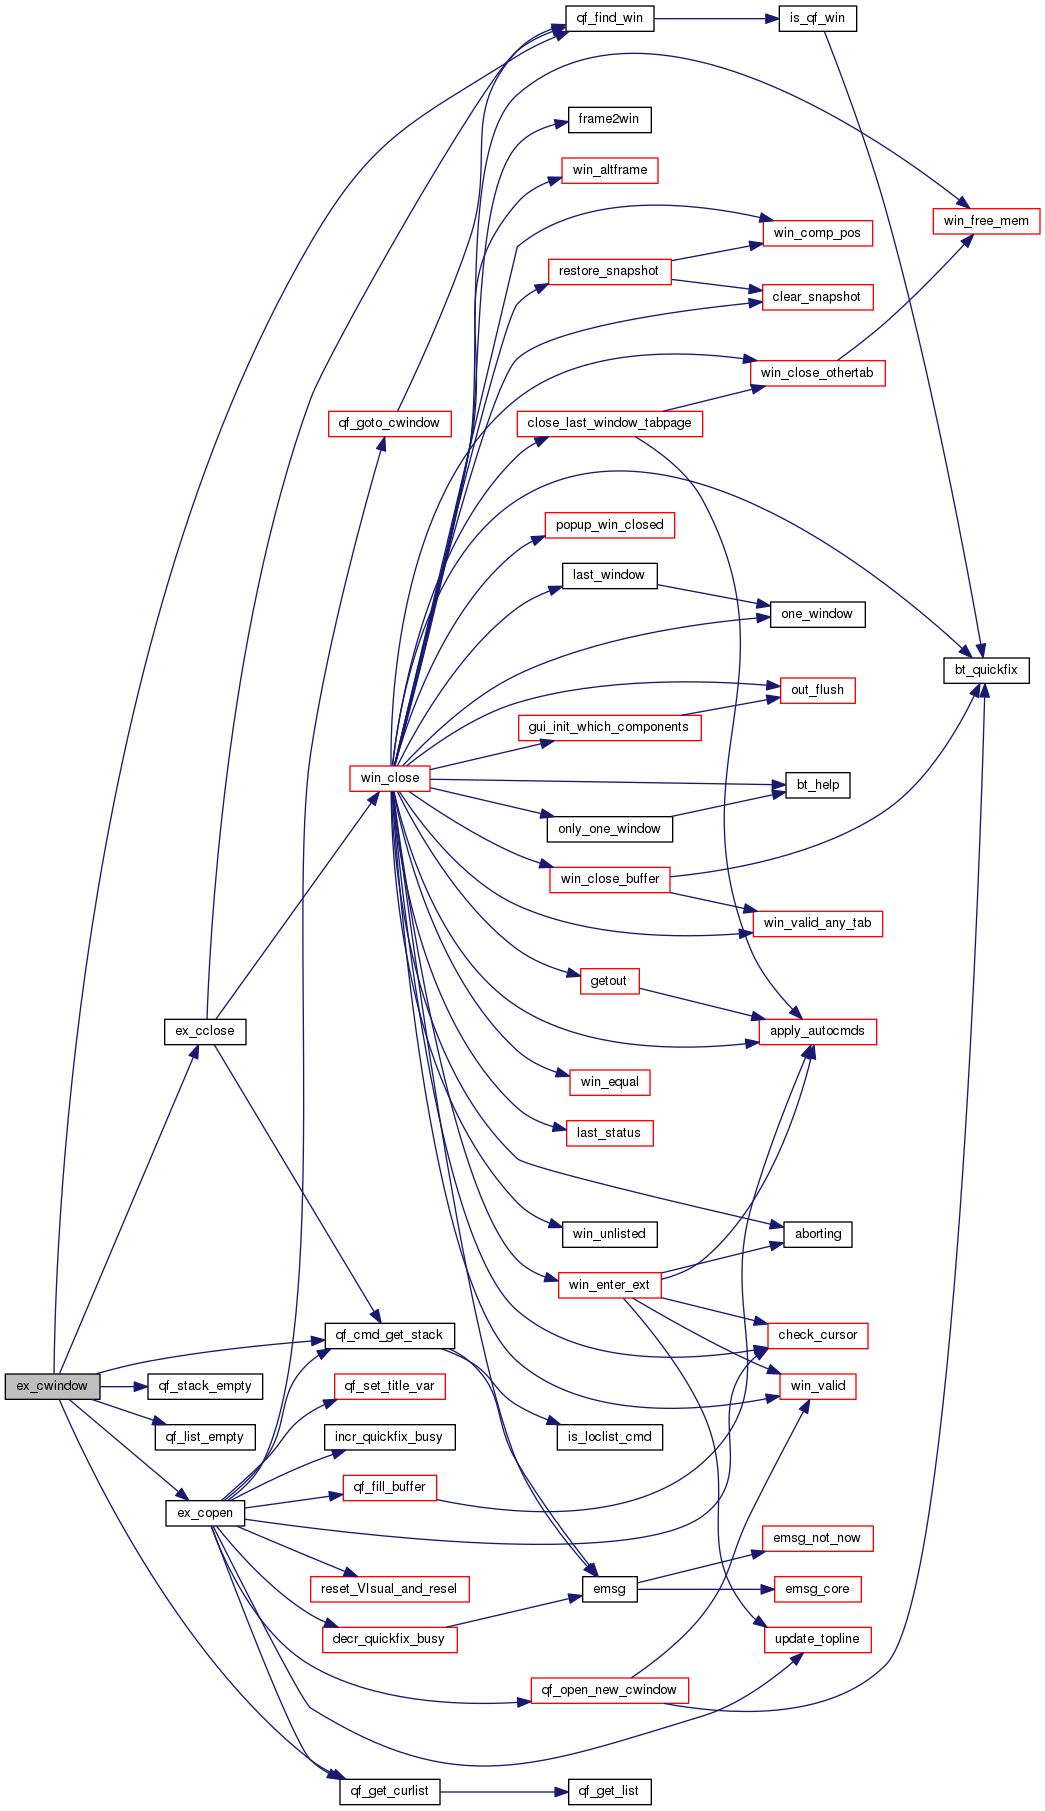 qf_find_win
is_qf_win
frame2win
win_altframe
win_free_mem
win_comp_pos
restore_snapshot
clear_snapshot
win_close_othertab
qf_goto_cwindow
close_last_window_tabpage
popup_win_closed
last_window
one_window
bt_quickfix
out_flush
gui_init_which_components
win_close
bt_help
only_one_window
win_close_buffer
win_valid_any_tab
getout
ex_cclose
apply_autocmds
win_equal
last_status
win_unlisted
aborting
win_enter_ext
qf_cmd_get_stack
check_cursor
ex_cwindow
qf_stack_empty
qf_set_title_var
win_valid
qf_list_empty
incr_quickfix_busy
is_loclist_cmd
qf_fill_buffer
ex_copen
emsg_not_now
reset_VIsual_and_resel
emsg
emsg_core
decr_quickfix_busy
update_topline
qf_open_new_cwindow
qf_get_curlist
qf_get_list